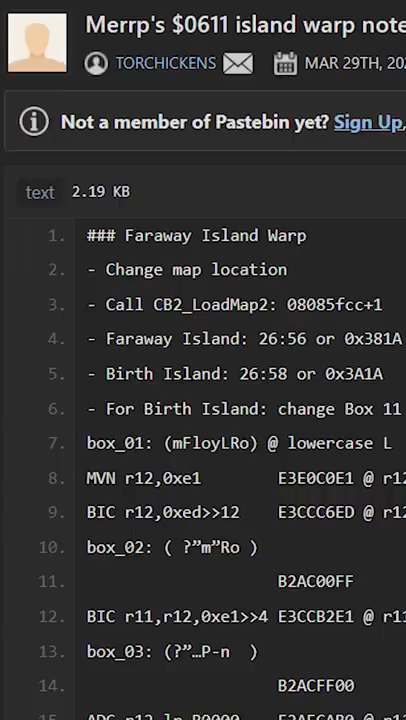 Merrp's $0611 island warp note
TORCHICKENS MAR 29TH, 202
Not a member of Pastebin yet? Sign Up,
text 2.19 KB
1. ### Faraway Island Warp
2. - Change map location
3. - Call CB2_LoadMap2: 08085fcc+1
4. - Faraway Island: 26:56 or 0x381A
5. - Birth Island: 26:58 or 0x3A1A
6. - For Birth Island: change Box 11
7. box_01: (mFloyLRo) @ lowercase L
8. MVN r12,0xe1 E3E0C0E1 @ r12
9. BIC r12,0xed>>12 E3CCC6ED @ r12
10. box_02: ( ?”m”Ro )
11. B2AC00FF
12. BIC r11,r12,0xe1>>4 E3CCB2E1 @ r11
13. box_03: (?”…P-n )
14. B2ACFF00